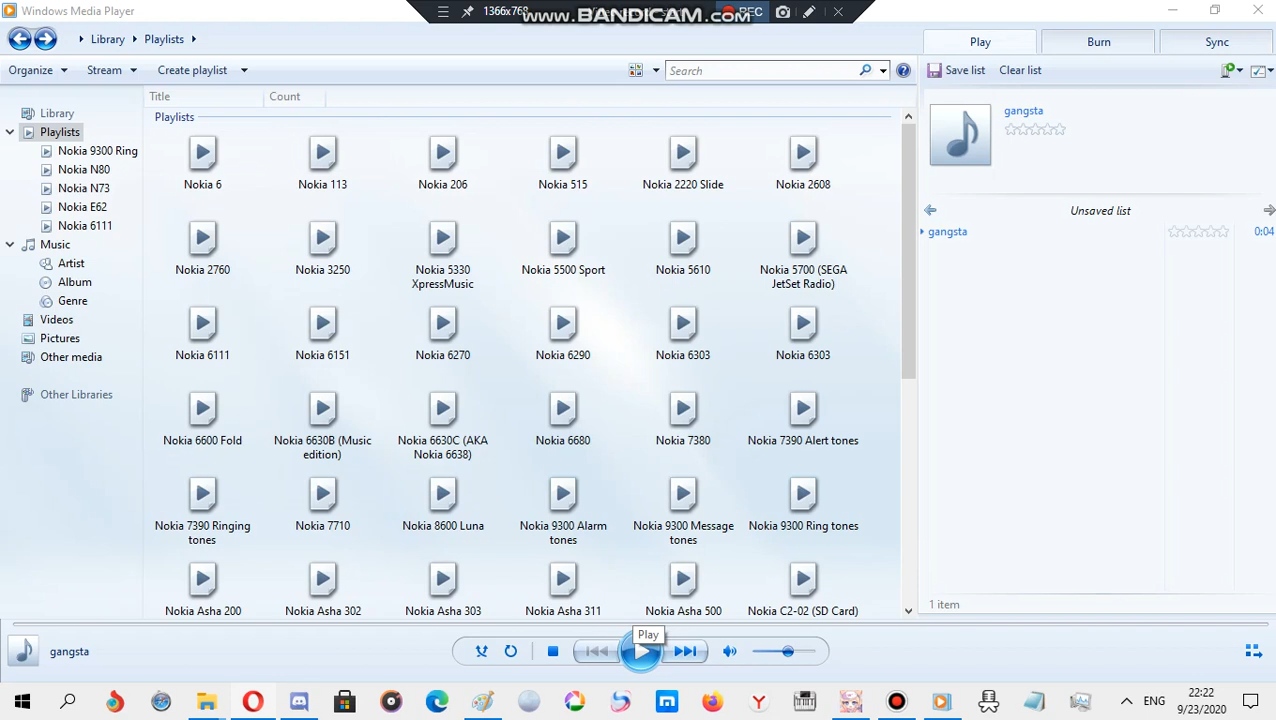 Windows Media Player
1366x768
www.BANDICAM.com
REC
Library
Playlists
Play
Burn
Sync
Organize
Stream
Create playlist
Search
Save list
Clear list
Title
Count
Library
Playlists
Nokia 9300 Ring
Nokia N80
Nokia N73
Nokia E62
Nokia 6111
Music
Artist
Album
Genre
Videos
Pictures
Other media
Other Libraries
Playlists
Nokia 6
Nokia 113
Nokia 206
Nokia 515
Nokia 2220 Slide
Nokia 2608
Nokia 2760
Nokia 3250
Nokia 5330
XpressMusic
Nokia 5500 Sport
Nokia 5610
Nokia 5700 (SEGA
JetSet Radio)
Nokia 6111
Nokia 6151
Nokia 6270
Nokia 6290
Nokia 6303
Nokia 6303
Nokia 6600 Fold
Nokia 6630B (Music
edition)
Nokia 6630C (AKA
Nokia 6638)
Nokia 6680
Nokia 7380
Nokia 7390 Alert tones
Nokia 7390 Ringing
tones
Nokia 7710
Nokia 8600 Luna
Nokia 9300 Alarm
tones
Nokia 9300 Message
tones
Nokia 9300 Ring tones
Nokia Asha 200
Nokia Asha 302
Nokia Asha 303
Nokia Asha 311
Nokia Asha 500
Nokia C2-02 (SD Card)
gangsta
Unsaved list
gangsta
0:04
1 item
Play
gangsta
ENG
22:22
9/23/2020